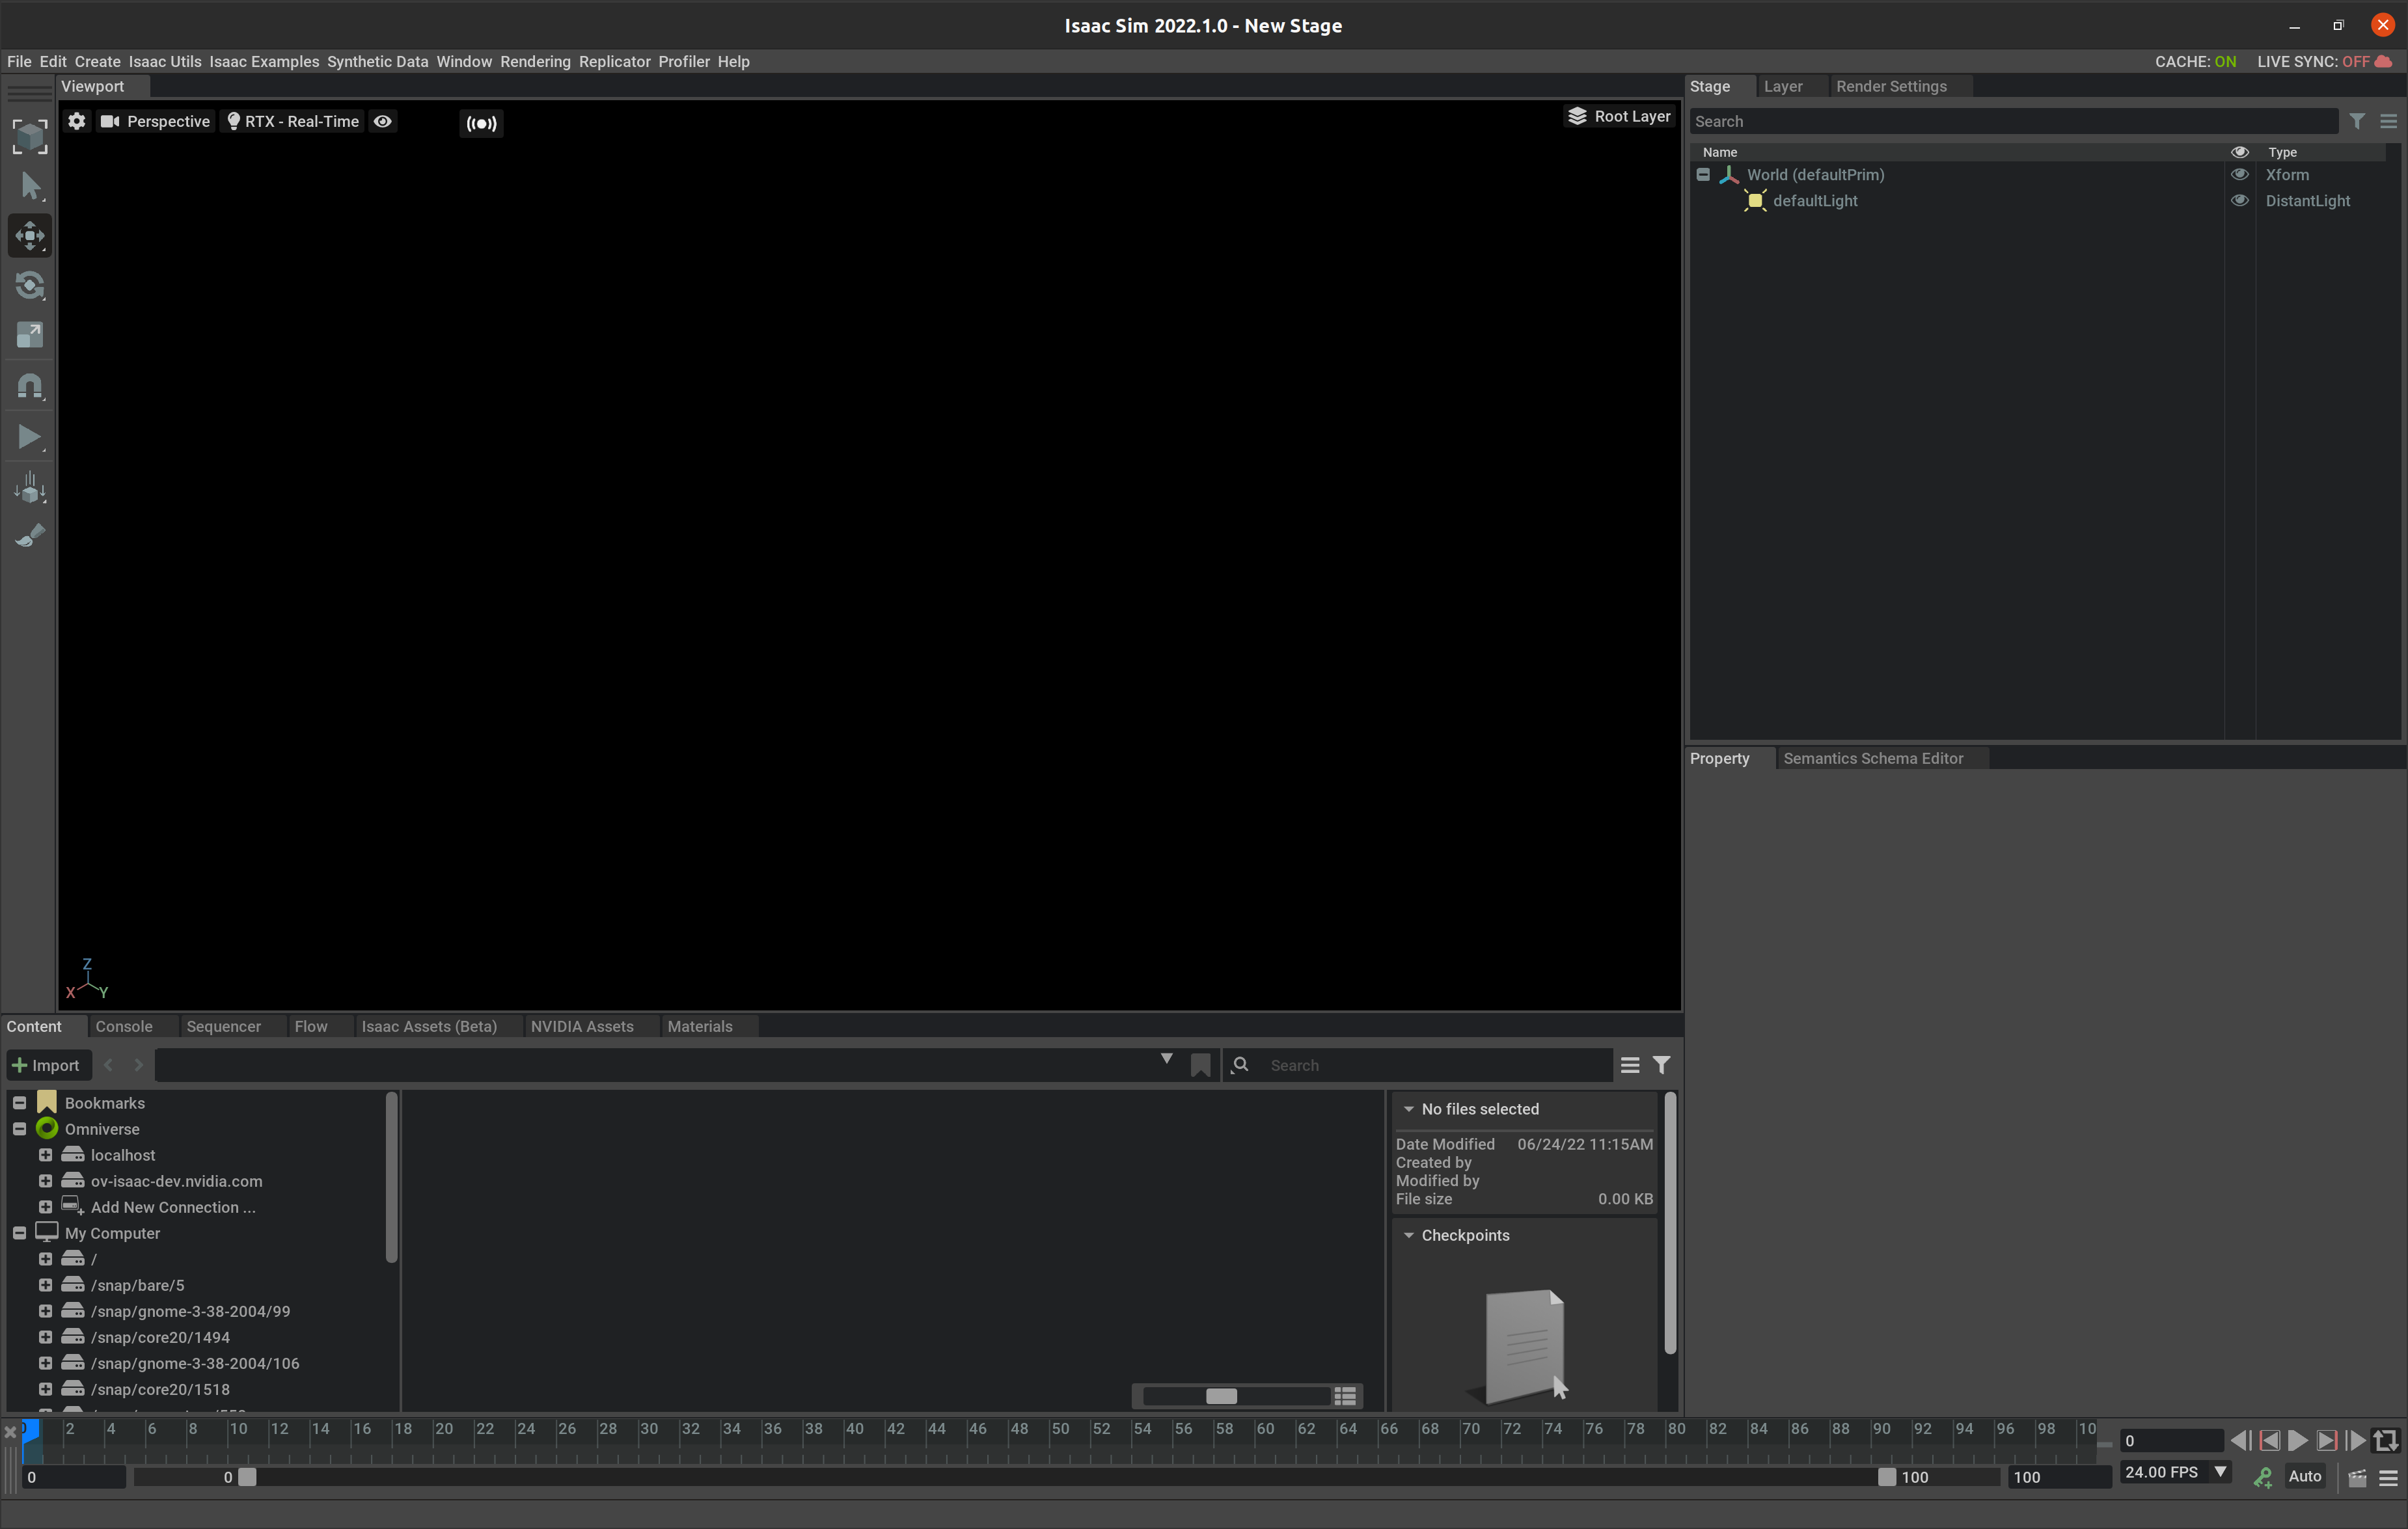 Isaac Sim 2022.1.0 - New Stage
File Edit Create Isaac Utils Isaac Examples Synthetic Data Window Rendering Replicator Profiler Help
CACHE: ON LIVE SYNC: OFF
Viewport
Perspective
RTX - Real-Time
Root Layer
Z
X
Y
Stage Layer Render Settings
Search
Name Type
World (defaultPrim) Xform
defaultLight DistantLight
Property Semantics Schema Editor
Content Console Sequencer Flow Isaac Assets (Beta) NVIDIA Assets Materials
Import
Search
Bookmarks
Omniverse
localhost
ov-isaac-dev.nvidia.com
Add New Connection ...
My Computer
/
/snap/bare/5
/snap/gnome-3-38-2004/99
/snap/core20/1494
/snap/gnome-3-38-2004/106
/snap/core20/1518
No files selected
Date Modified 06/24/22 11:15AM
Created by
Modified by
File size 0.00 KB
Checkpoints
0 2 4 6 8 10 12 14 16 18 20 22 24 26 28 30 32 34 36 38 40 42 44 46 48 50 52 54 56 58 60 62 64 66 68 70 72 74 76 78 80 82 84 86 88 90 92 94 96 98 10
0
0 0 100 100
24.00 FPS
Auto